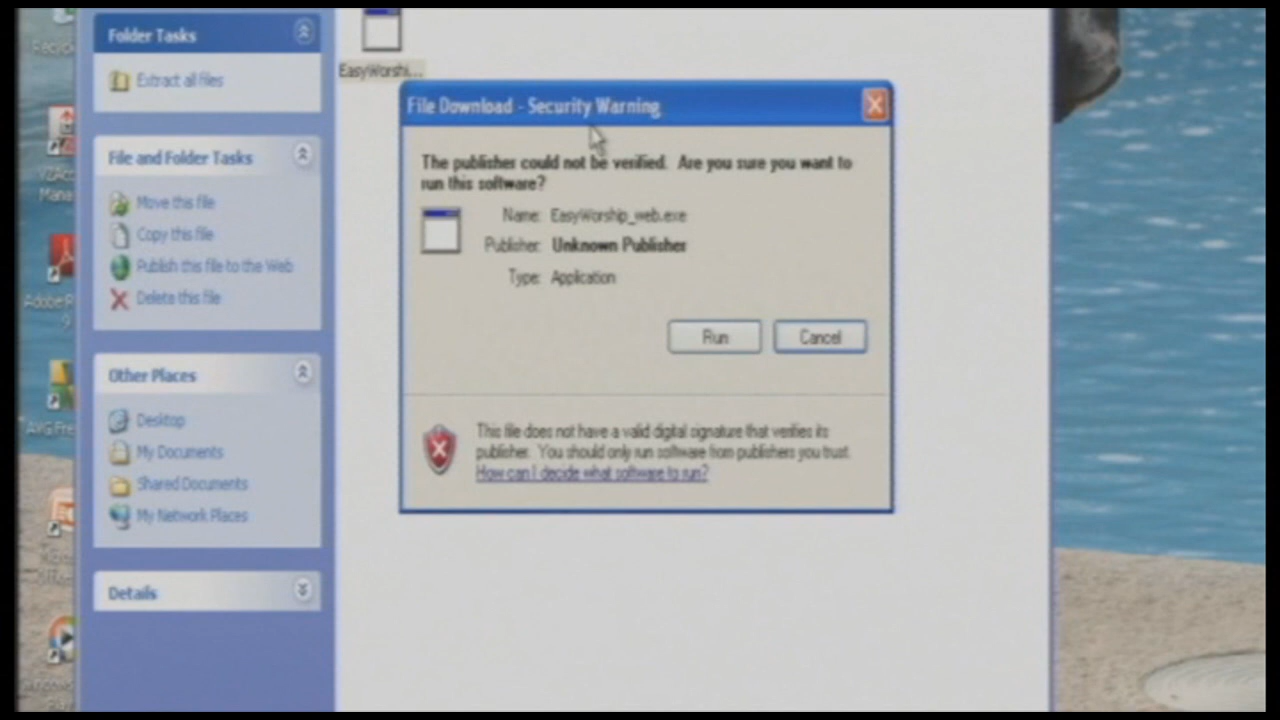 Folder Tasks
Extract all files
File and Folder Tasks
Move this file
Copy this file
Publish this file to the Web
Delete this file
Other Places
Desktop
My Documents
Shared Documents
My Network Places
Details
EasyWorshi...
File Download - Security Warning
The publisher could not be verified. Are you sure you want to
run this software?
Name: EasyWorship_web.exe
Publisher: Unknown Publisher
Type: Application
Run
Cancel
This file does not have a valid digital signature that verifies its
publisher. You should only run software from publishers you trust.
How can I decide what software to run?